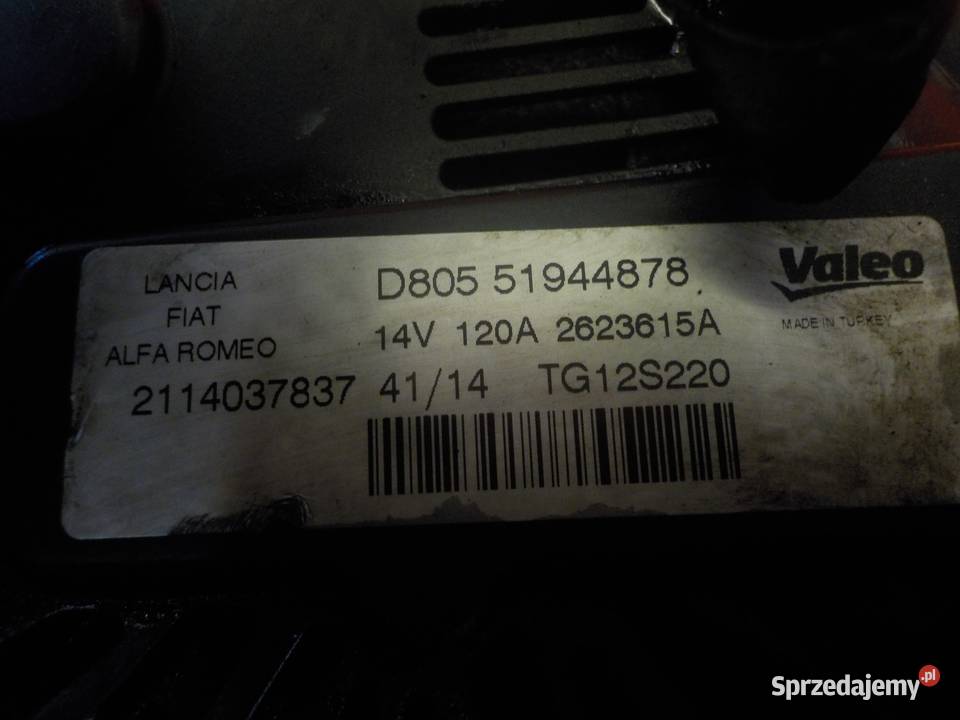 LANCIA
FIAT
ALFA ROMEO
D805 51944878
14V 120A 2623615A
2114037837 41/14 TG12S220
Valeo
MADE IN TURKEY
Sprzedajemy.pl